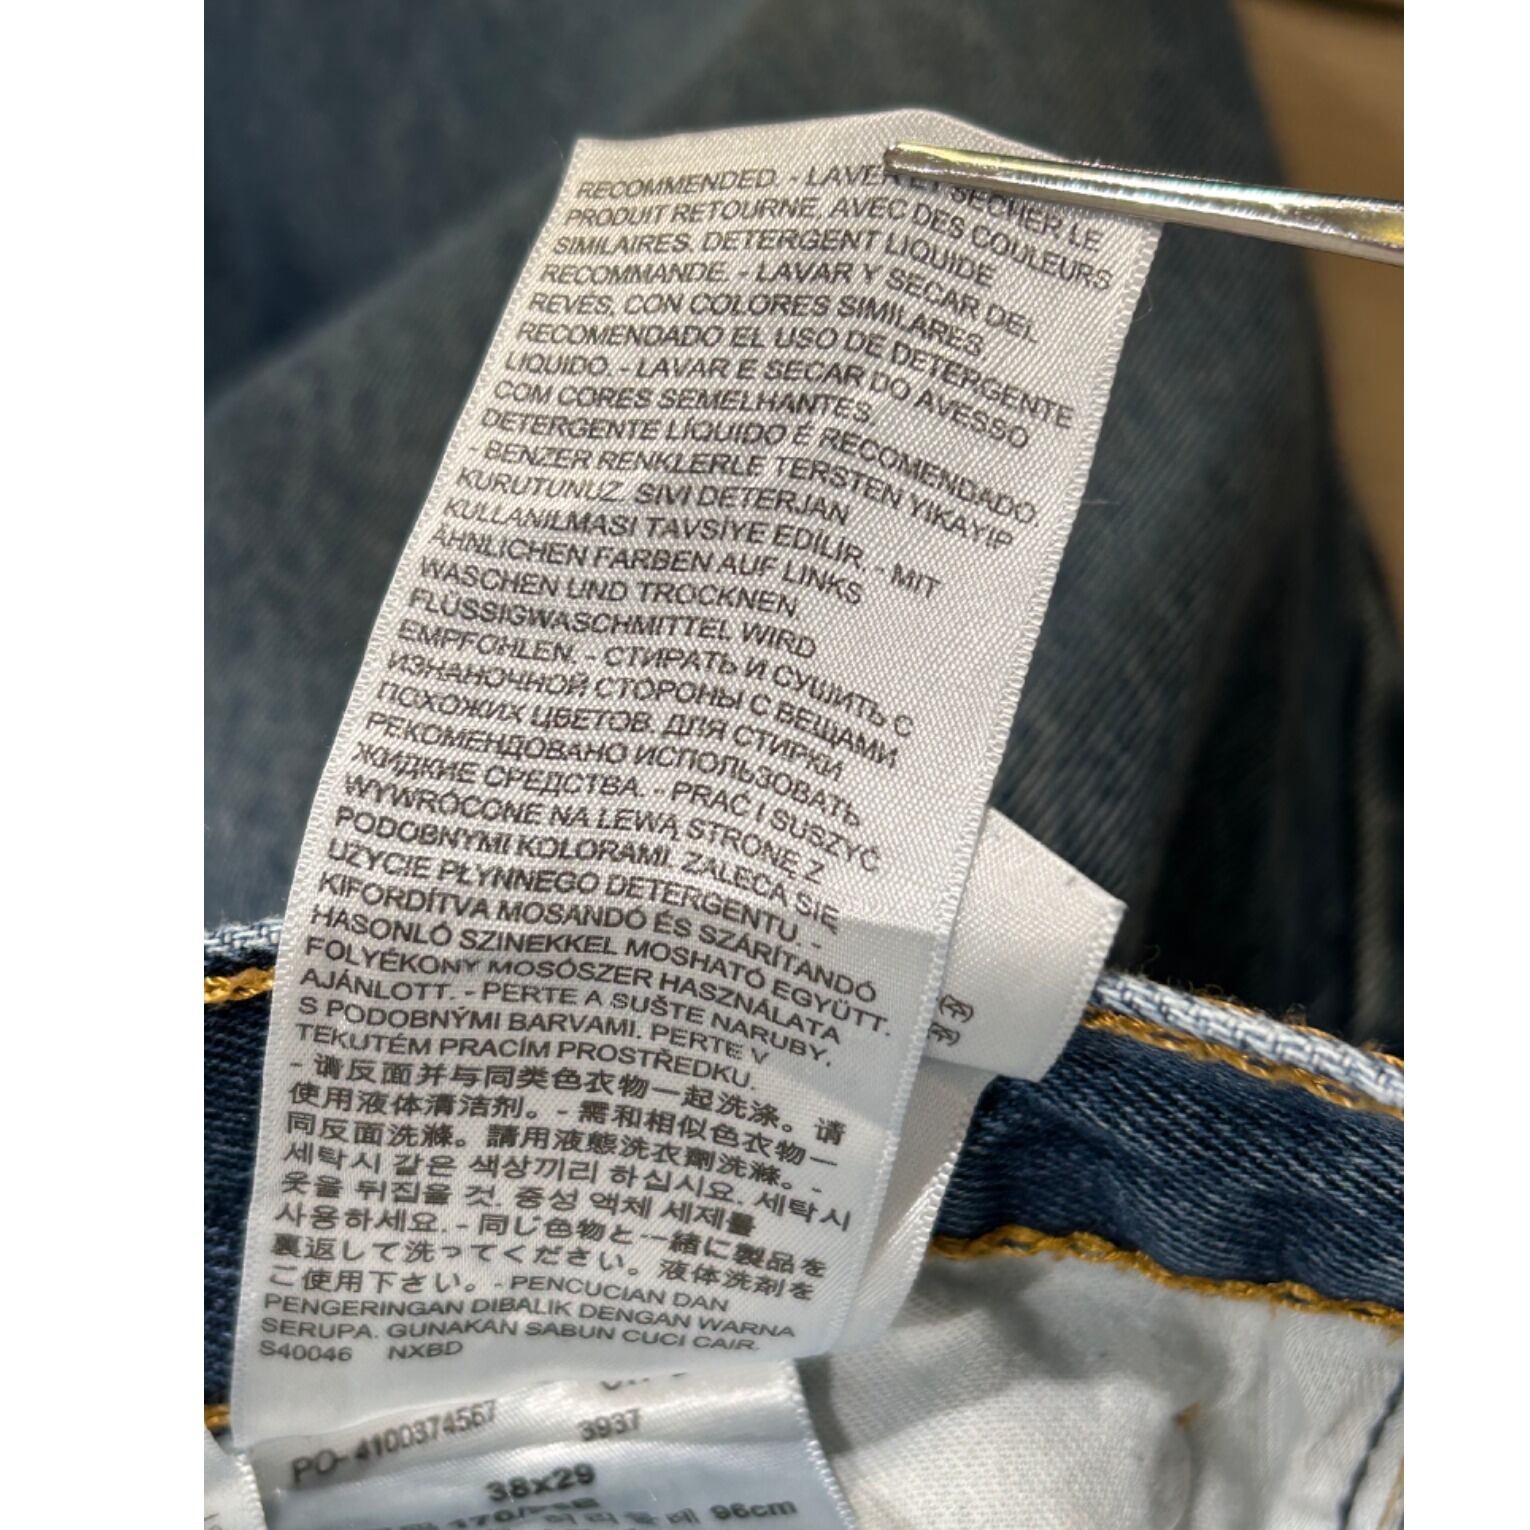 RECOMMENDED. - LAVER ET SÉCHER LE
PRODUIT RETOURNE, AVEC DES COULEURS
SIMILAIRES. DETERGENT LIQUIDE
RECOMMANDE. - LAVAR Y SECAR DEL
REVES, CON COLORES SIMILARES.
RECOMENDADO EL USO DE DETERGENTE
LIQUIDO. - LAVAR E SECAR DO AVESSO
COM CORES SEMELHANTES.
DETERGENTE LÍQUIDO É RECOMENDADO.
- BENZER RENKLERLE TERSTEN YIKAYIP
KURUTUNUZ. SIVI DETERJAN
KULLANILMASI TAVSİYE EDİLİR. - MIT
ÄHNLICHEN FARBEN AUF LINKS
WASCHEN UND TROCKNEN.
FLÜSSIGWASCHMITTEL WIRD
EMPFOHLEN. - СТИРАТЬ И СУШИТЬ С
ИЗНАНОЧНОЙ СТОРОНЫ С ВЕЩАМИ
ПОХОЖИХ ЦВЕТОВ. ДЛЯ СТИРКИ
РЕКОМЕНДОВАНО ИСПОЛЬЗОВАТЬ
ЖИДКИЕ СРЕДСТВА. - PRAĆ I SUSZYĆ
WYWRÓCONE NA LEWĄ STRONĘ Z
PODOBNYMI KOLORAMI. ZALECA SIĘ
UŻYCIE PŁYNNEGO DETERGENTU. -
KIFORDÍTVA MOSANDÓ ÉS SZÁRÍTANDÓ
HASONLÓ SZINEKKEL MOSHATÓ EGYÜTT.
FOLYÉKONY MOSÓSZER HASZNÁLATA
AJÁNLOTT. - PERTE A SUŠTE NARUBY,
S PODOBNÝMI BARVAMI. PERTE V
TEKUTÉM PRACÍM PROSTŘEDKU.
- 请反面并与同类色衣物一起洗涤。请
使用液体清洁剂。- 需和相似色衣物一
同反面洗滌。請用液態洗衣劑洗滌。-
세탁시 같은 색상끼리 하십시요. 세탁시
옷을 뒤집을 것. 중성 액체 세제를
사용하세요. - 同じ色物と一緒に製品を
裏返して洗ってください。液体洗剤を
ご使用下さい。- PENCUCIAN DAN
PENGERINGAN DIBALIK DENGAN WARNA
SERUPA. GUNAKAN SABUN CUCI CAIR.
S40046 NXBD
PO- 4100374567 3937
38x29
허리둘레 96cm